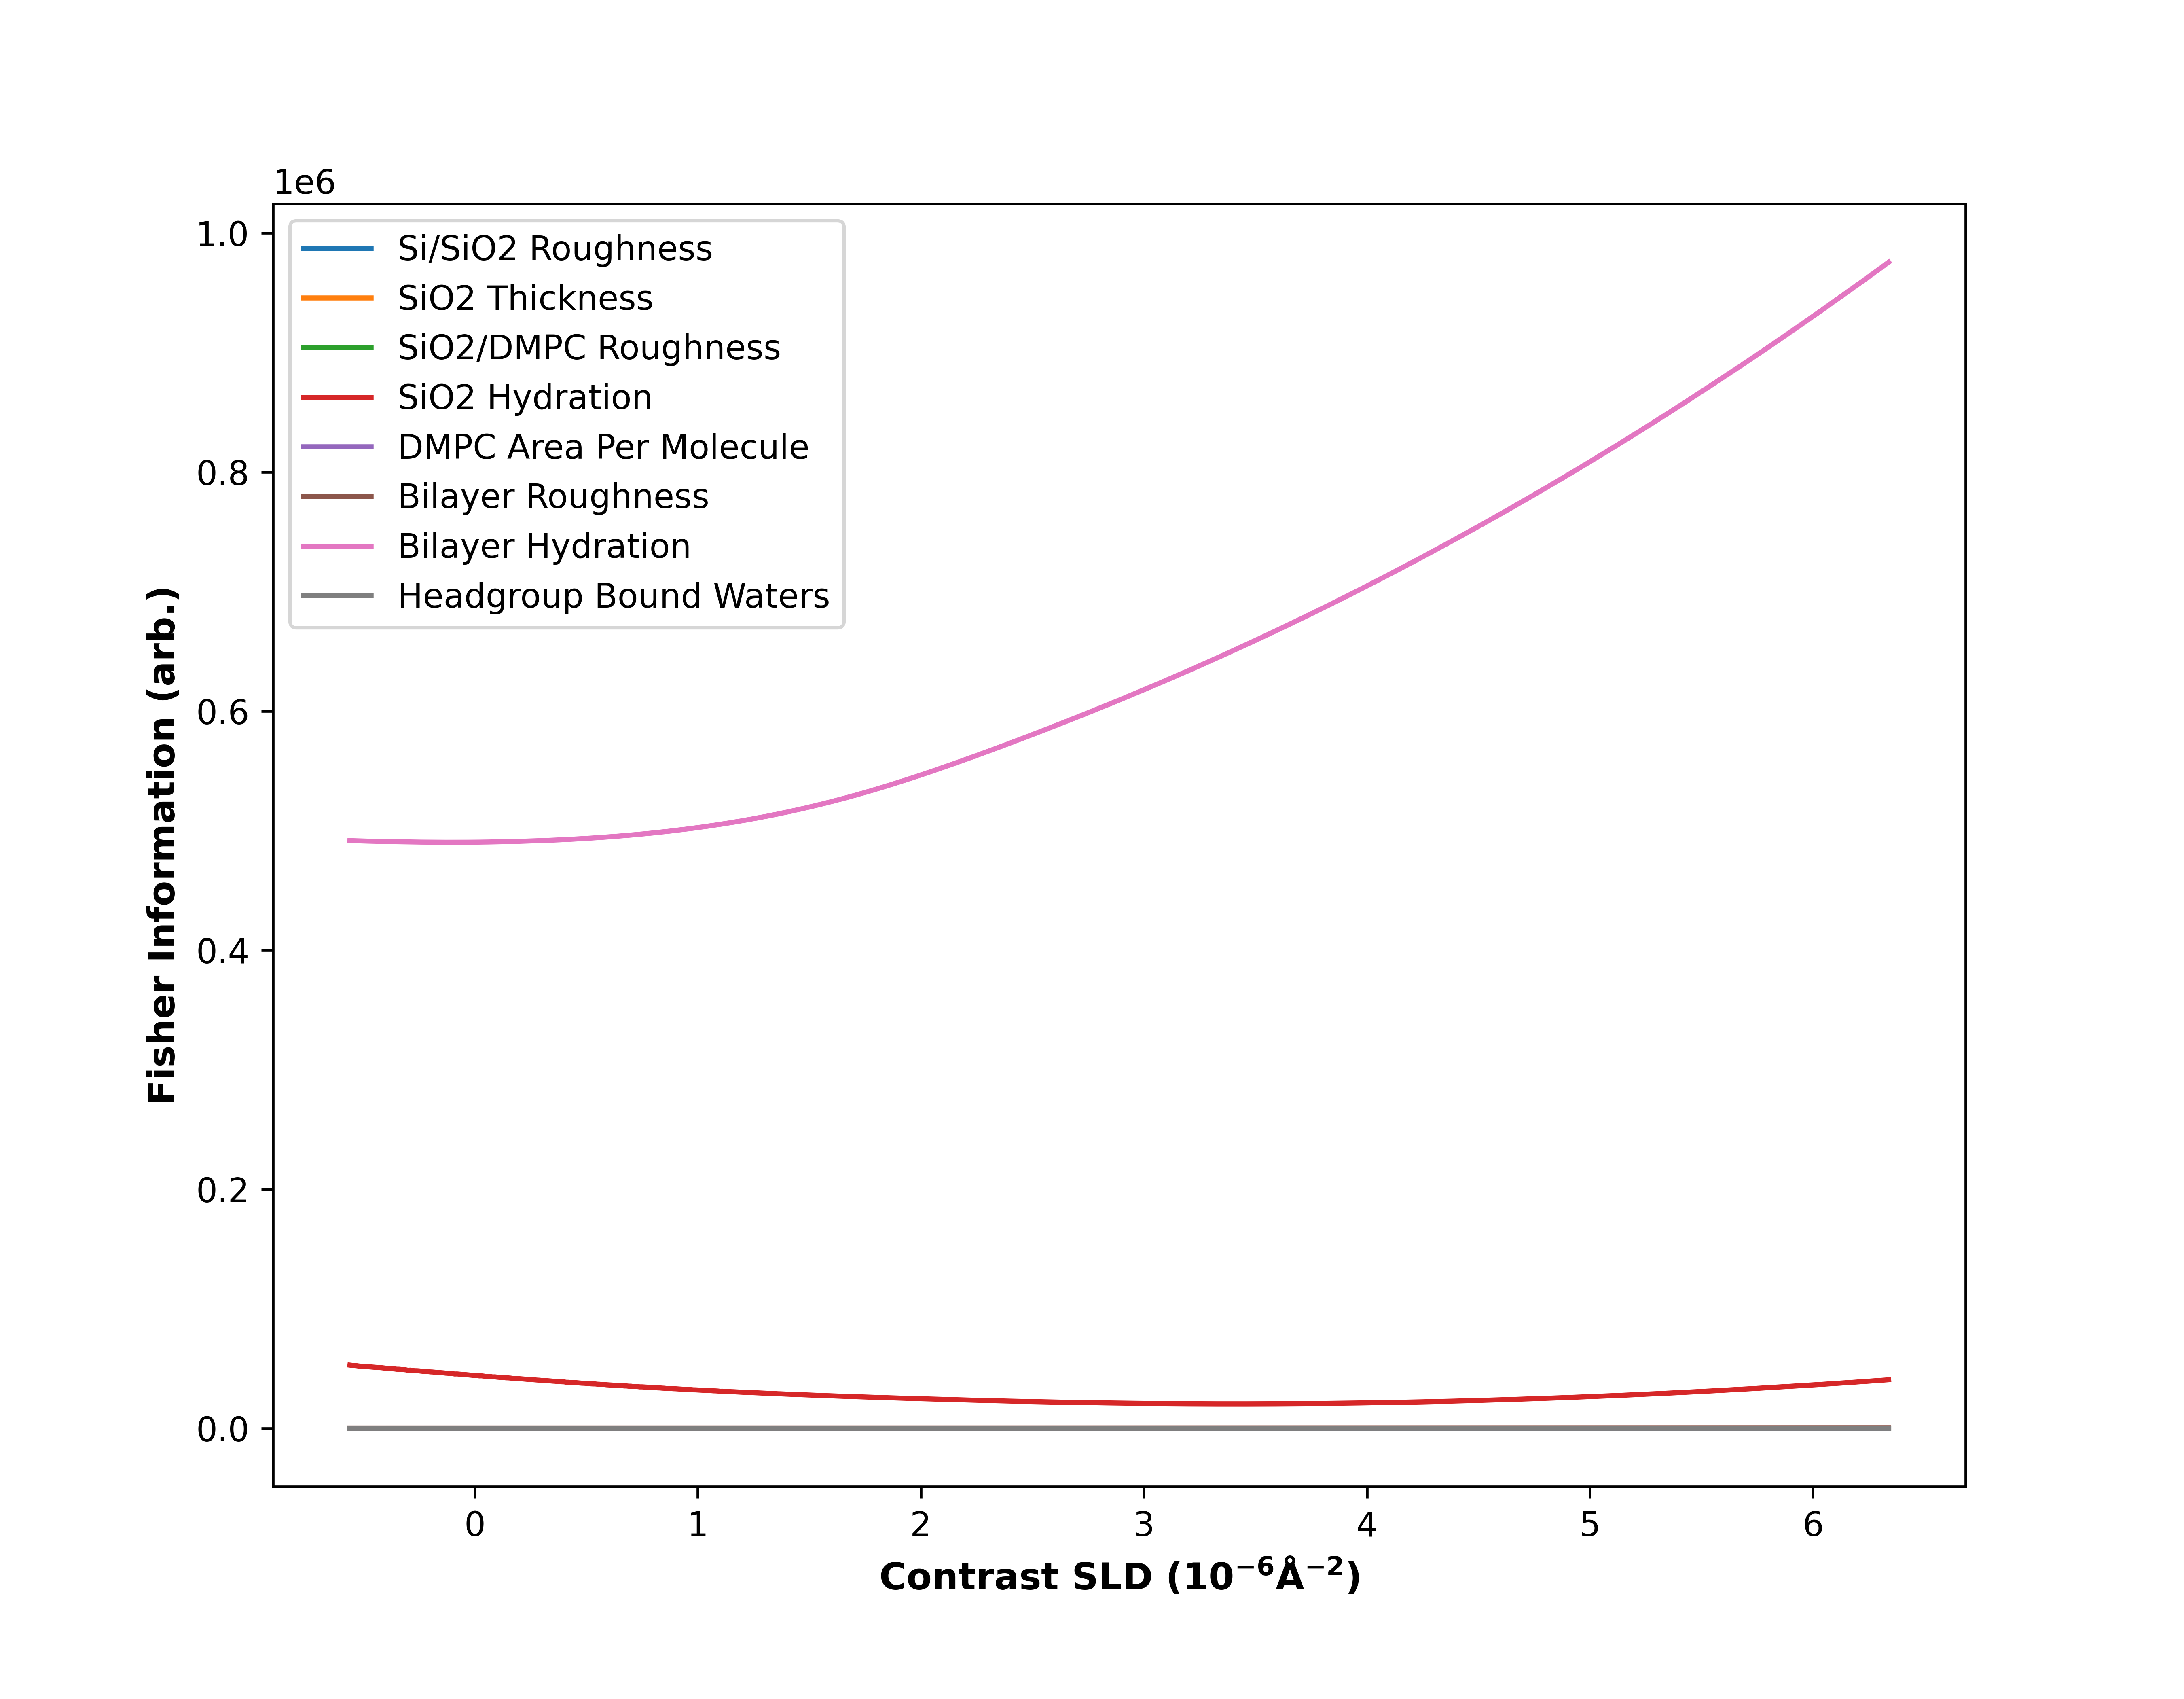 1e6
1.0
0.8
0.6
0.4
0.2
0.0
Fisher Information (arb.)
Si/SiO2 Roughness
SiO2 Thickness
SiO2/DMPC Roughness
SiO2 Hydration
DMPC Area Per Molecule
Bilayer Roughness
Bilayer Hydration
Headgroup Bound Waters
0 1 2 3 4 5 6
Contrast SLD (10⁻⁶Å⁻²)